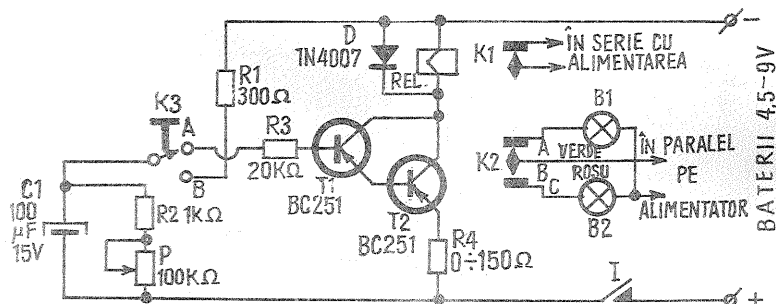 D
1N4007
REL.
K1
ÎN SERIE CU
ALIMENTAREA
−
R1
300Ω
K3
A
B
R3
20KΩ
T1
BC251
T2
BC251
C1
100
µF
15V
R2 1KΩ
P
100KΩ
R4
0÷150Ω
K2
A
B
C
VERDE
ROȘU
B1
B2
ÎN PARALEL
PE
ALIMENTATOR
I
+
BATERII 4,5-9V